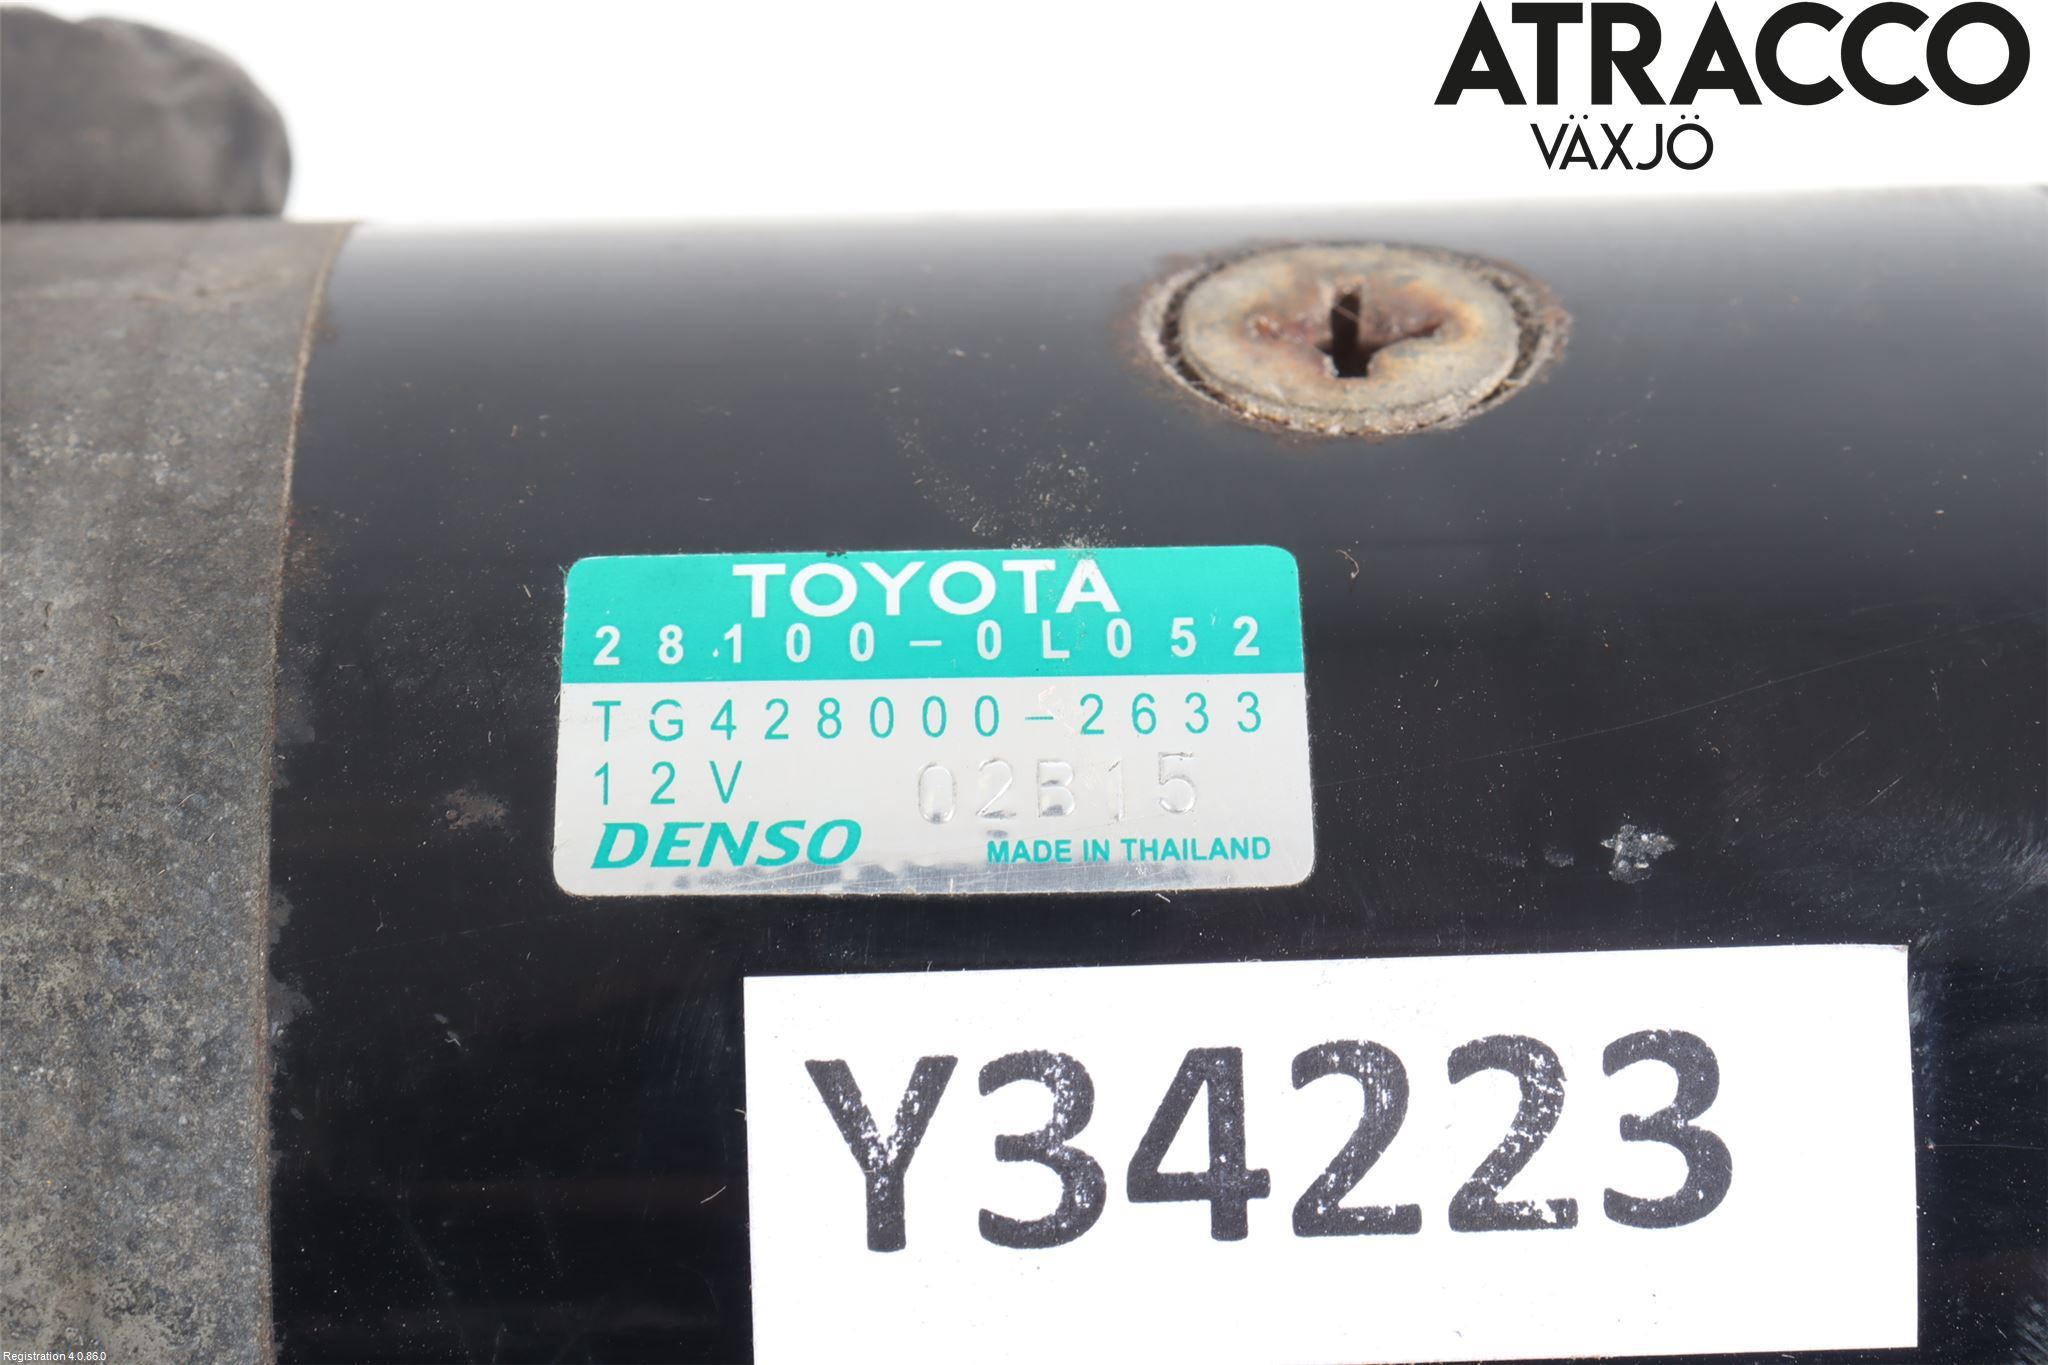 ATRACCO
VÄXJÖ
TOYOTA
28100-0L052
TG428000-2633
12V 02B15
DENSO MADE IN THAILAND
Y34223
Registration 4.0.86.0